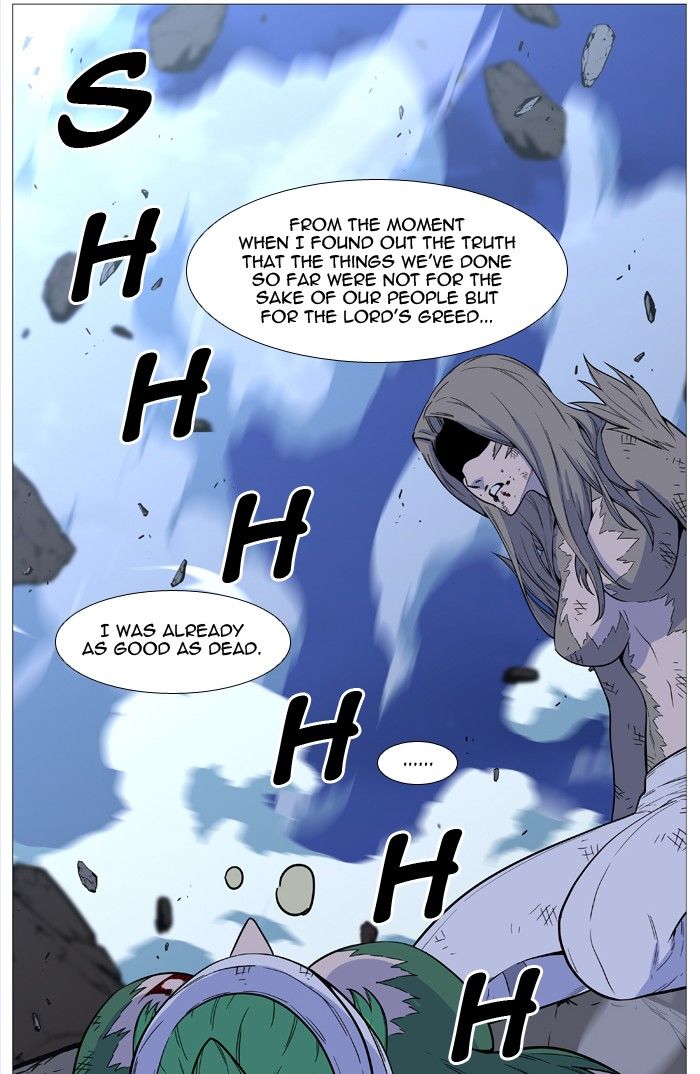 S
H
H
H
H
H
H
FROM THE MOMENT
WHEN I FOUND OUT THE TRUTH
THAT THE THINGS WE'VE DONE
SO FAR WERE NOT FOR THE
SAKE OF OUR PEOPLE BUT
FOR THE LORD'S GREED...
I WAS ALREADY
AS GOOD AS DEAD.
......